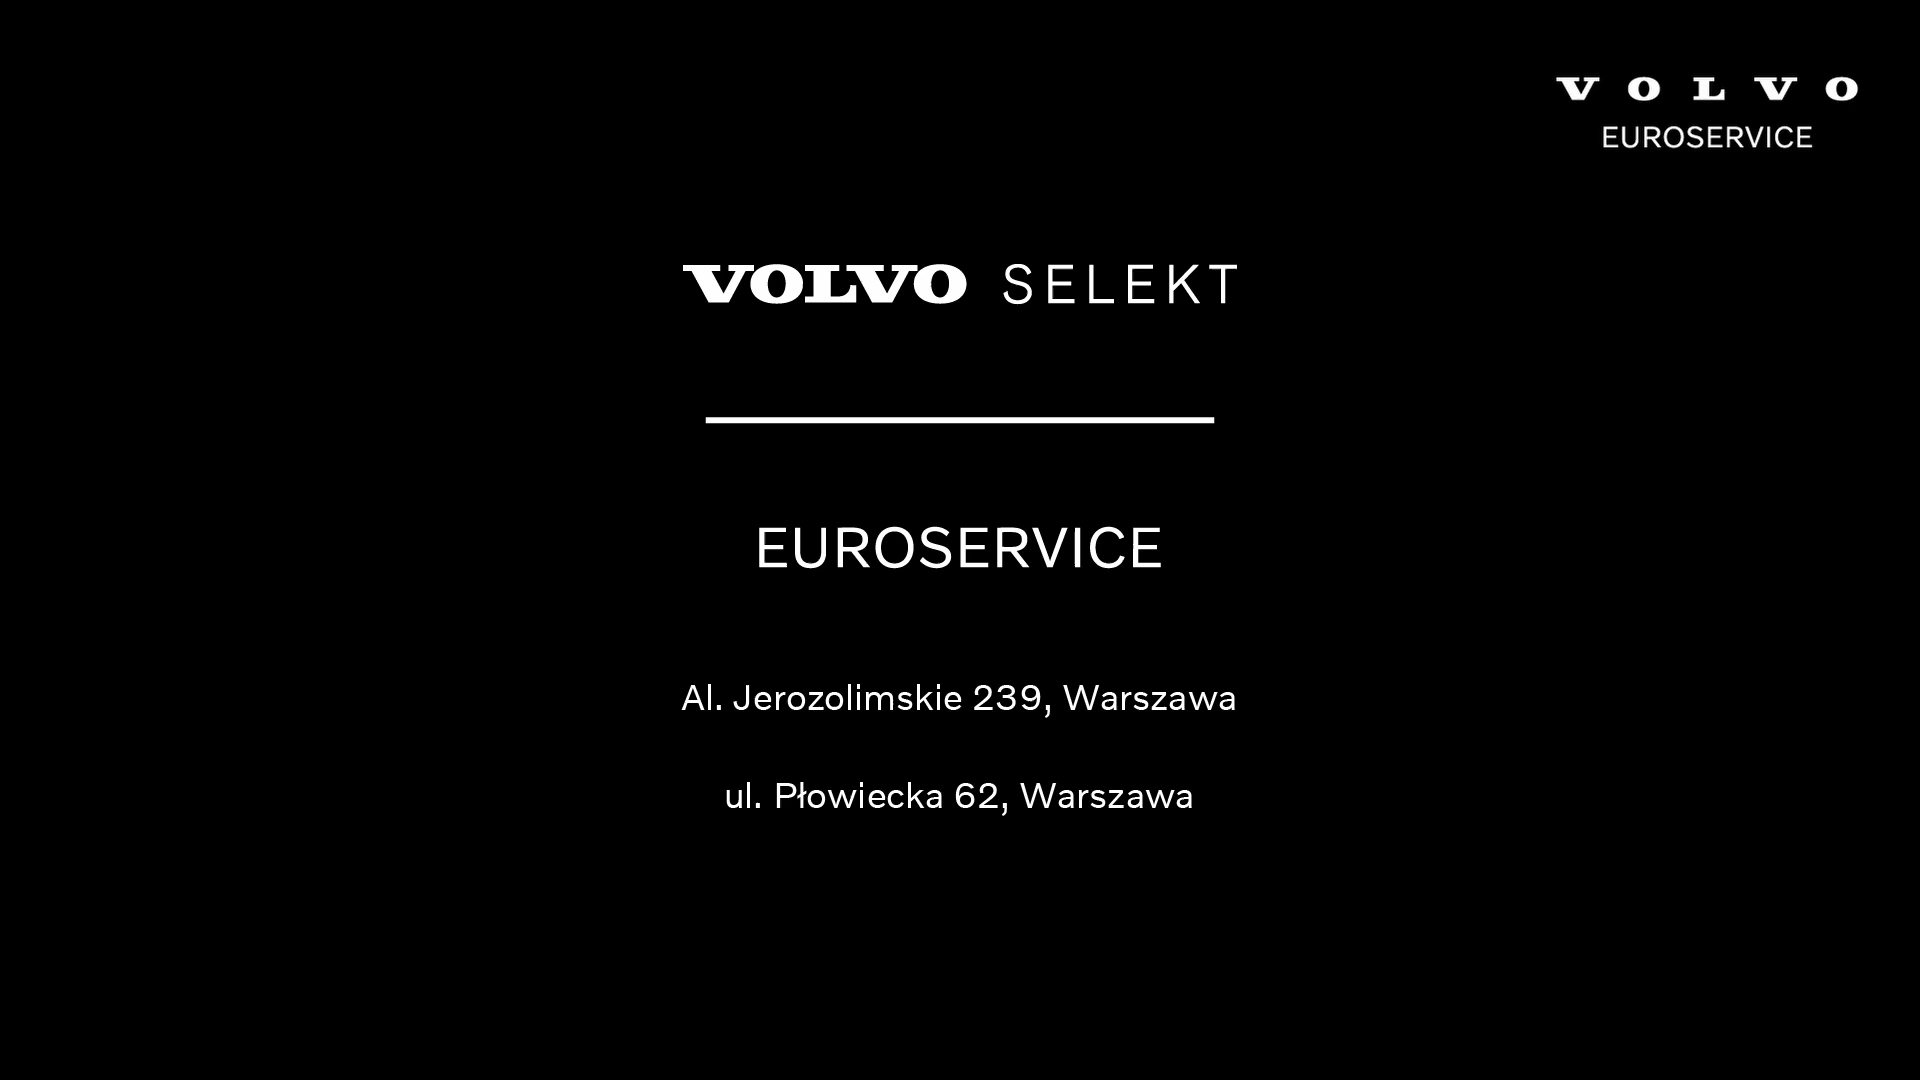 VOLVO
EUROSERVICE
VOLVO SELEKT
EUROSERVICE
Al. Jerozolimskie 239, Warszawa
ul. Płowiecka 62, Warszawa